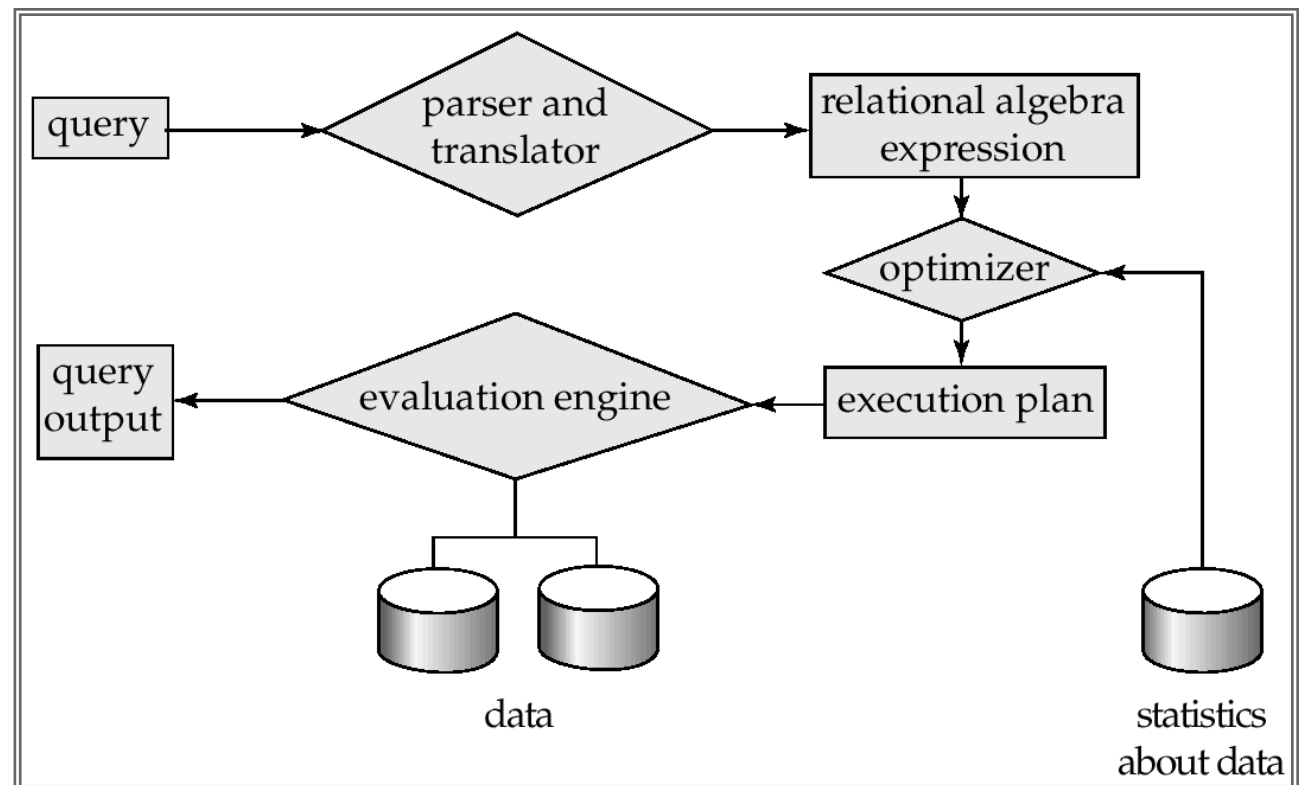 query
parser and
translator
relational algebra
expression
optimizer
query
output
evaluation engine
execution plan
data
statistics
about data